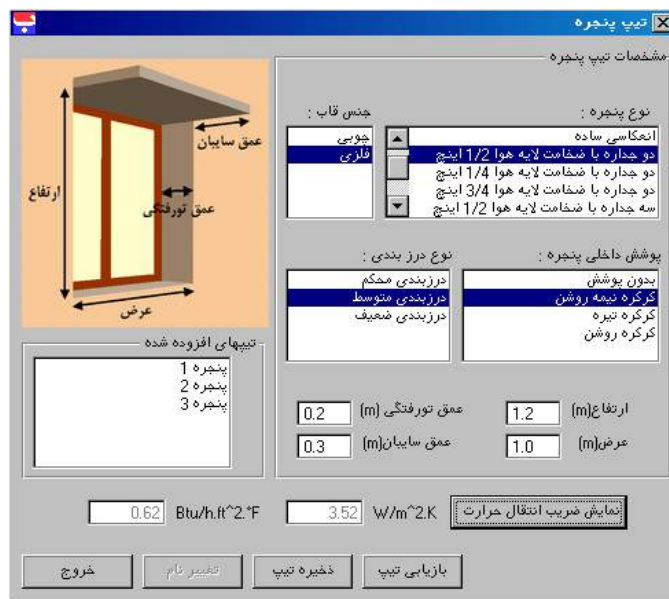 تیپ پنجره
مشخصات تیپ پنجره
نوع پنجره :
انعکاسی ساده
دو جداره با ضخامت لایه هوا 1/2 اینچ
دو جداره با ضخامت لایه هوا 1/4 اینچ
دو جداره با ضخامت لایه هوا 3/4 اینچ
سه جداره با ضخامت لایه هوا 1/2 اینچ
جنس قاب :
چوبی
فلزی
پوشش داخلی پنجره :
بدون پوشش
کرکره نیمه روشن
کرکره تیره
کرکره روشن
نوع درز بندی :
درزبندی محکم
درزبندی متوسط
درزبندی ضعیف
ارتفاع(m) 1.2
عمق تورفتگی (m) 0.2
عرض(m) 1.0
عمق سایبان(m) 0.3
عمق سایبان
ارتفاع
عمق تورفتگی
عرض
تیپهای افزوده شده
پنجره 1
پنجره 2
پنجره 3
نمایش ضریب انتقال حرارت
3.52 W/m^2.K
0.62 Btu/h.ft^2.°F
بازیابی تیپ
ذخیره تیپ
تغییر نام
خروج